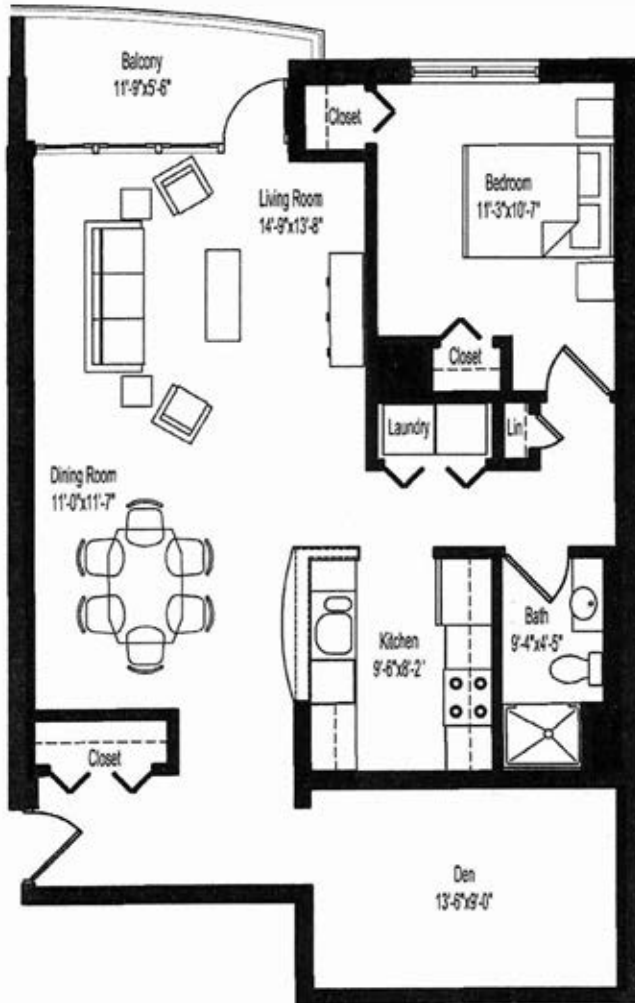 Balcony
11'-9"x5'-6"
Closet
Living Room
14'-9"x13'-8"
Bedroom
11'-3"x10'-7"
Closet
Laundry
Lin
Dining Room
11'-0"x11'-7"
Kitchen
9'-6"x8'-2'
Bath
9'-4"x4'-5"
Closet
Den
13'-6"x9'-0"